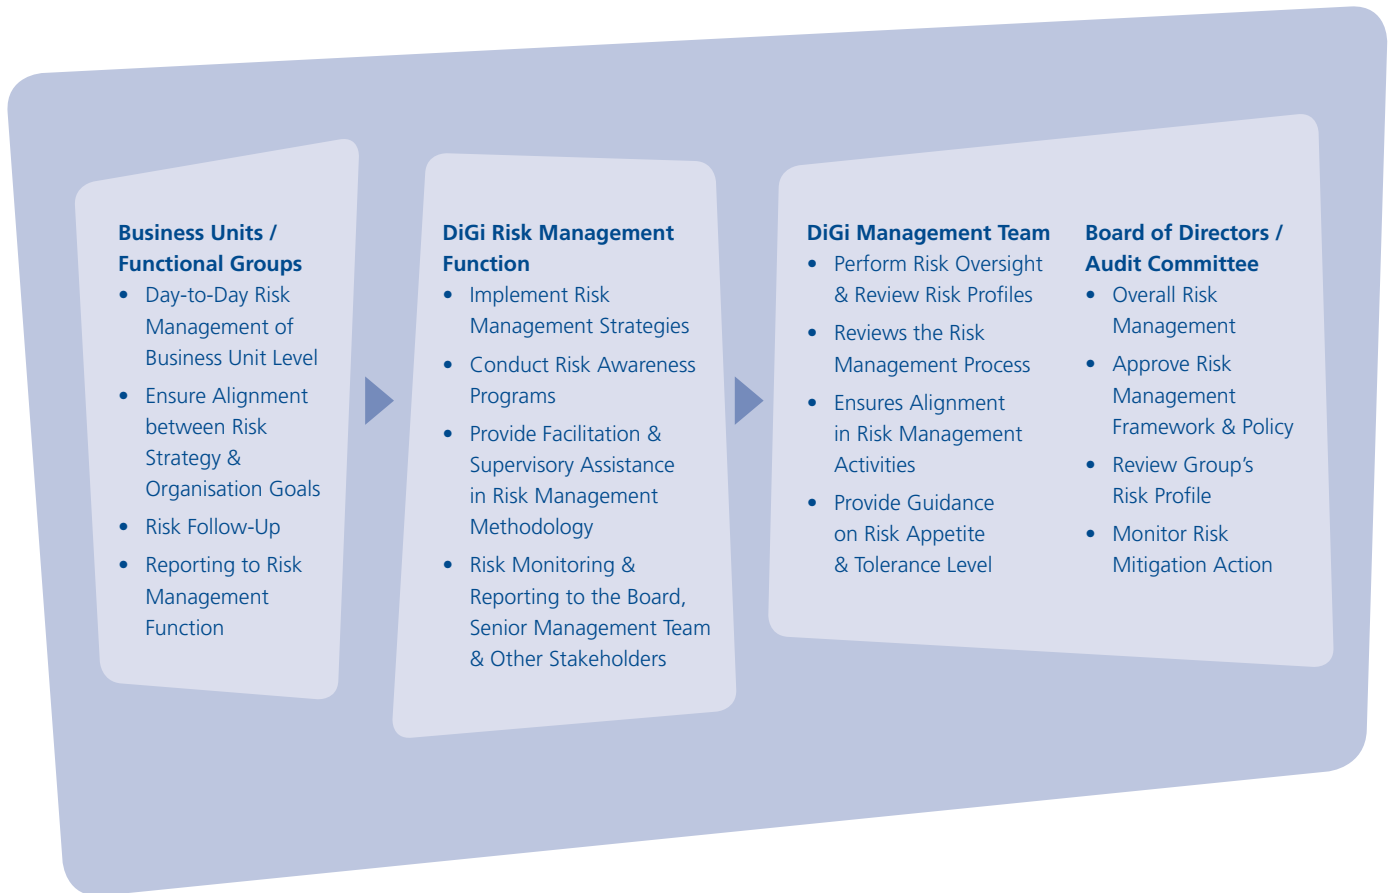 Business Units /
Functional Groups
• Day-to-Day Risk
Management of
Business Unit Level
• Ensure Alignment
between Risk
Strategy &
Organisation Goals
• Risk Follow-Up
• Reporting to Risk
Management
Function
DiGi Risk Management
Function
• Implement Risk
Management Strategies
• Conduct Risk Awareness
Programs
• Provide Facilitation &
Supervisory Assistance
in Risk Management
Methodology
• Risk Monitoring &
Reporting to the Board,
Senior Management Team
& Other Stakeholders
DiGi Management Team
• Perform Risk Oversight
& Review Risk Profiles
• Reviews the Risk
Management Process
• Ensures Alignment
in Risk Management
Activities
• Provide Guidance
on Risk Appetite
& Tolerance Level
Board of Directors /
Audit Committee
• Overall Risk
Management
• Approve Risk
Management
Framework & Policy
• Review Group’s
Risk Profile
• Monitor Risk
Mitigation Action